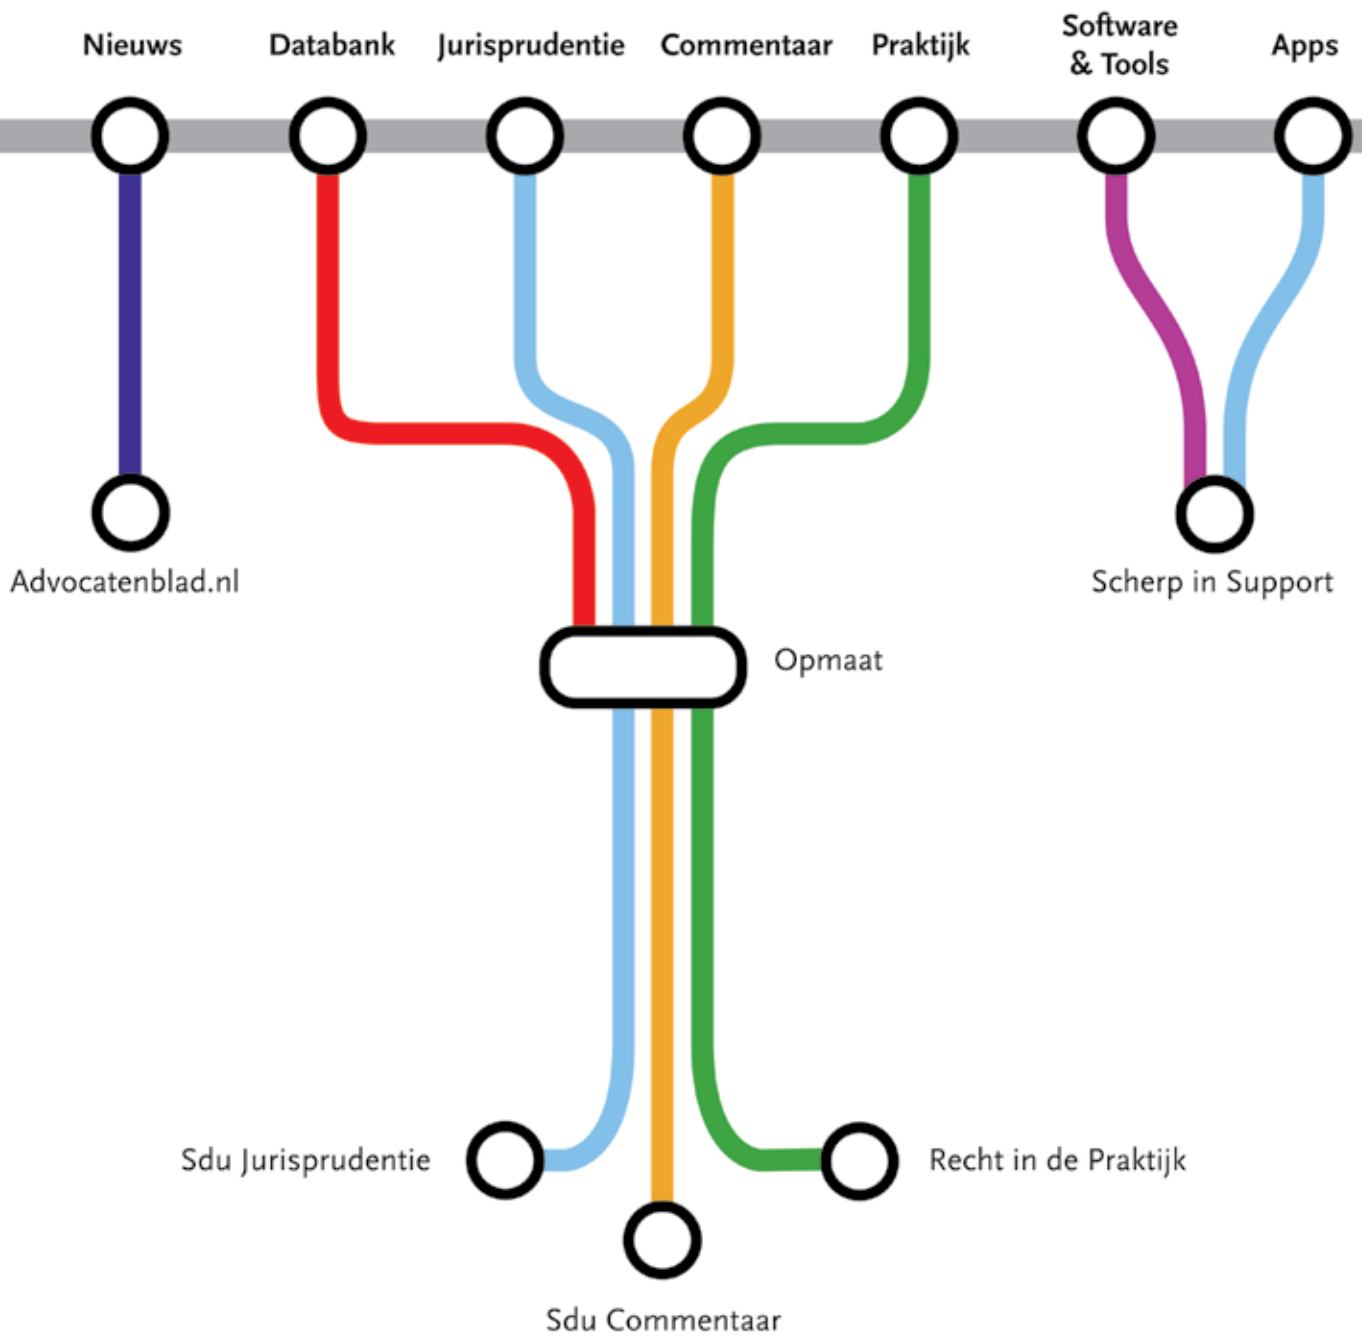 Nieuws
Databank
Jurisprudentie
Commentaar
Praktijk
Software
& Tools
Apps
Advocatenblad.nl
Scherp in Support
Opmaat
Sdu Jurisprudentie
Recht in de Praktijk
Sdu Commentaar